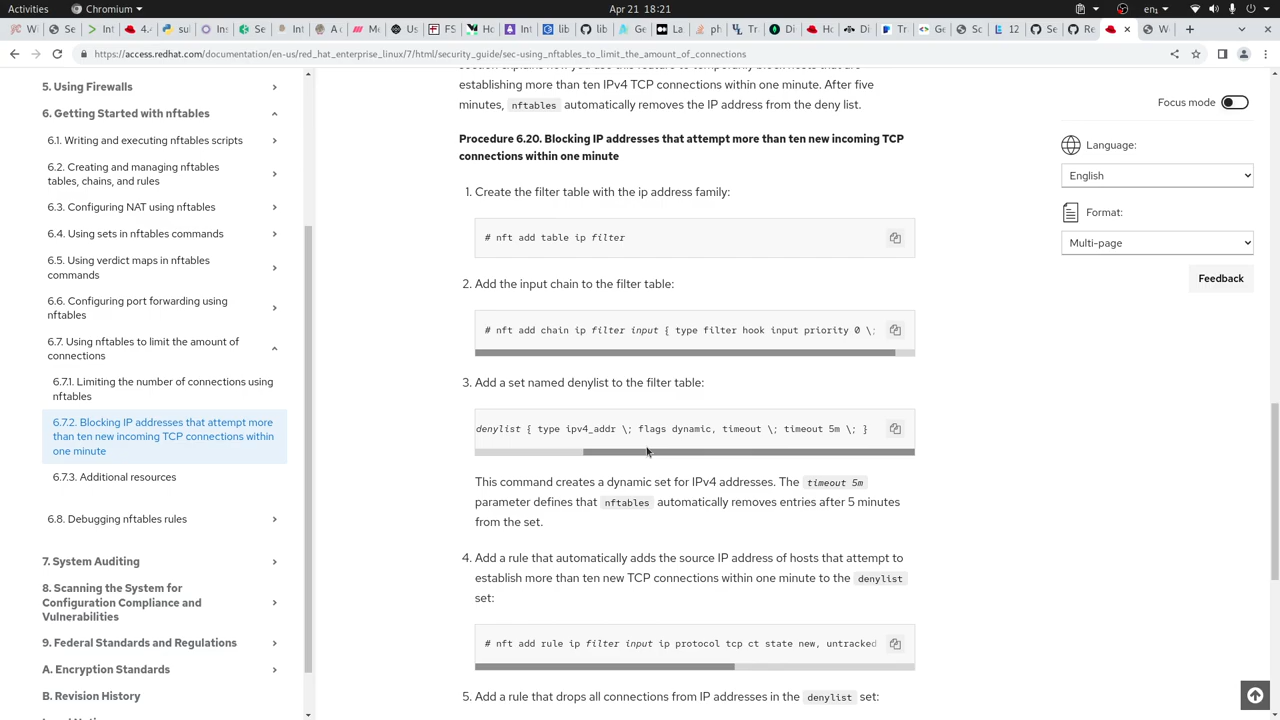 Activities
Chromium
Apr 21 18:21
Wi
4.
FS
Cr
lib
Ge
Di
Ho
Le
12
Cr
https://access.redhat.com/documentation/en-us/red_hat_enterprise_linux/7/html/security_guide/sec-using_nftables_to_limit_the_amount_of_connections
5. Using Firewalls
6. Getting Started with nftables
6.1. Writing and executing nftables scripts
6.2. Creating and managing nftables
tables, chains, and rules
6.3. Configuring NAT using nftables
6.4. Using sets in nftables commands
6.5. Using verdict maps in nftables
commands
6.6. Configuring port forwarding using
nftables
6.7. Using nftables to limit the amount of
connections
6.7.1. Limiting the number of connections using
nftables
6.7.2. Blocking IP addresses that attempt more
than ten new incoming TCP connections within
one minute
6.7.3. Additional resources
6.8. Debugging nftables rules
7. System Auditing
8. Scanning the System for
Configuration Compliance and
Vulnerabilities
9. Federal Standards and Regulations
A. Encryption Standards
B. Revision History
establishing more than ten IPv4 TCP connections within one minute. After five
minutes, nftables automatically removes the IP address from the deny list.
Procedure 6.20. Blocking IP addresses that attempt more than ten new incoming TCP
connections within one minute
1. Create the filter table with the ip address family:
# nft add table ip filter
2. Add the input chain to the filter table:
# nft add chain ip filter input { type filter hook input priority 0 \;
3. Add a set named denylist to the filter table:
denylist { type ipv4_addr \; flags dynamic, timeout \; timeout 5m \; }
This command creates a dynamic set for IPv4 addresses. The timeout 5m
parameter defines that nftables automatically removes entries after 5 minutes
from the set.
4. Add a rule that automatically adds the source IP address of hosts that attempt to
establish more than ten new TCP connections within one minute to the denylist
set:
# nft add rule ip filter input ip protocol tcp ct state new, untracked
5. Add a rule that drops all connections from IP addresses in the denylist set:
Focus mode
Language:
English
Format:
Multi-page
Feedback